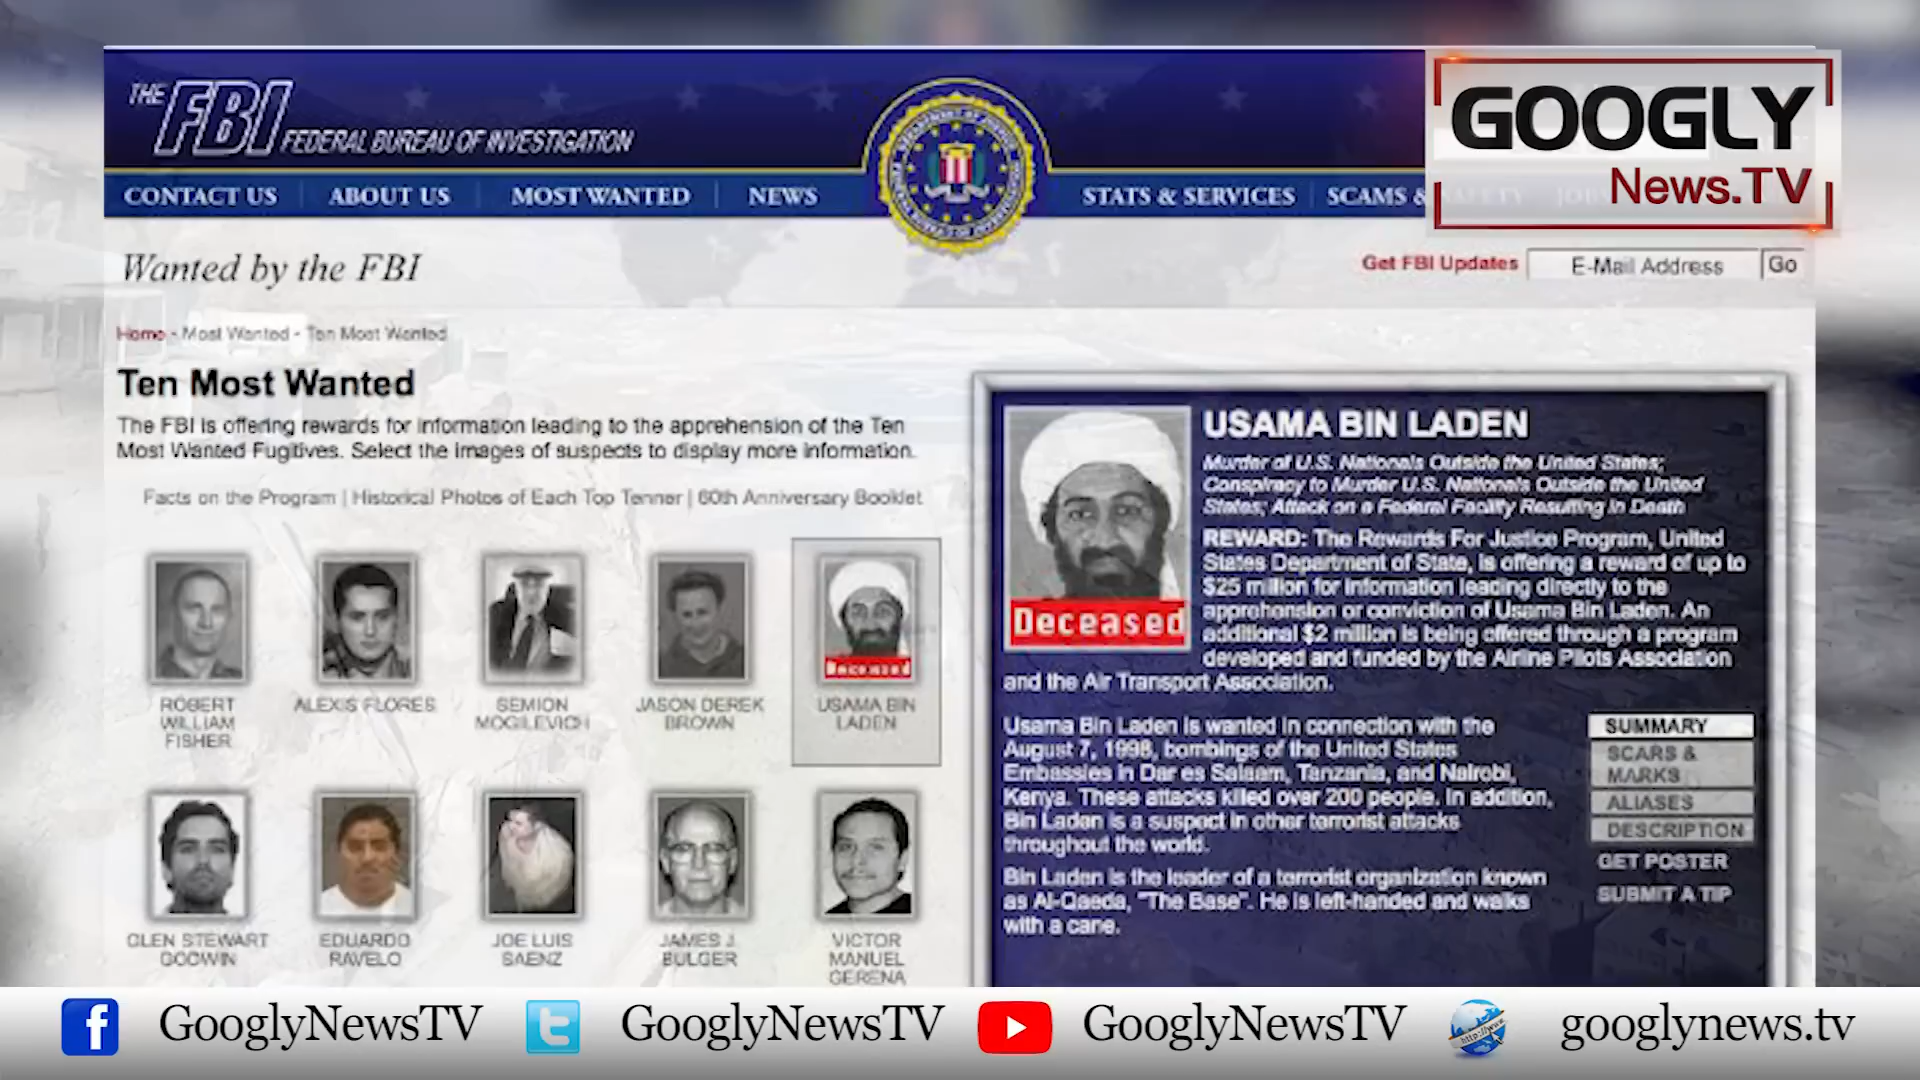 THE FBI FEDERAL BUREAU OF INVESTIGATION
GOOGLY
News.TV
CONTACT US
ABOUT US
MOST WANTED
NEWS
STATS & SERVICES
SCAMS & SAFETY
JOBS
Wanted by the FBI
Get FBI Updates
E-Mail Address
Go
Home - Most Wanted - Ten Most Wanted
Ten Most Wanted
The FBI is offering rewards for information leading to the apprehension of the Ten
Most Wanted Fugitives. Select the images of suspects to display more information.
Facts on the Program | Historical Photos of Each Top Tenner | 60th Anniversary Booklet
Deceased
ROBERT
WILLIAM
FISHER
ALEXIS FLORES
SEMION
MOGILEVICH
JASON DEREK
BROWN
USAMA BIN
LADEN
GLEN STEWART
GODWIN
EDUARDO
RAVELO
JOE LUIS
SAENZ
JAMES J.
BULGER
VICTOR
MANUEL
GERENA
Deceased
USAMA BIN LADEN
Murder of U.S. Nationals Outside the United States;
Conspiracy to Murder U.S. Nationals Outside the United
States; Attack on a Federal Facility Resulting in Death
REWARD: The Rewards For Justice Program, United
States Department of State, is offering a reward of up to
$25 million for information leading directly to the
apprehension or conviction of Usama Bin Laden. An
additional $2 million is being offered through a program
developed and funded by the Airline Pilots Association
and the Air Transport Association.
Usama Bin Laden is wanted in connection with the
August 7, 1998, bombings of the United States
Embassies in Dar es Salaam, Tanzania, and Nairobi,
Kenya. These attacks killed over 200 people. In addition,
Bin Laden is a suspect in other terrorist attacks
throughout the world.
Bin Laden is the leader of a terrorist organization known
as Al-Qaeda, "The Base". He is left-handed and walks
with a cane.
SUMMARY
SCARS &
MARKS
ALIASES
DESCRIPTION
GET POSTER
SUBMIT A TIP
GooglyNewsTV
GooglyNewsTV
GooglyNewsTV
googlynews.tv